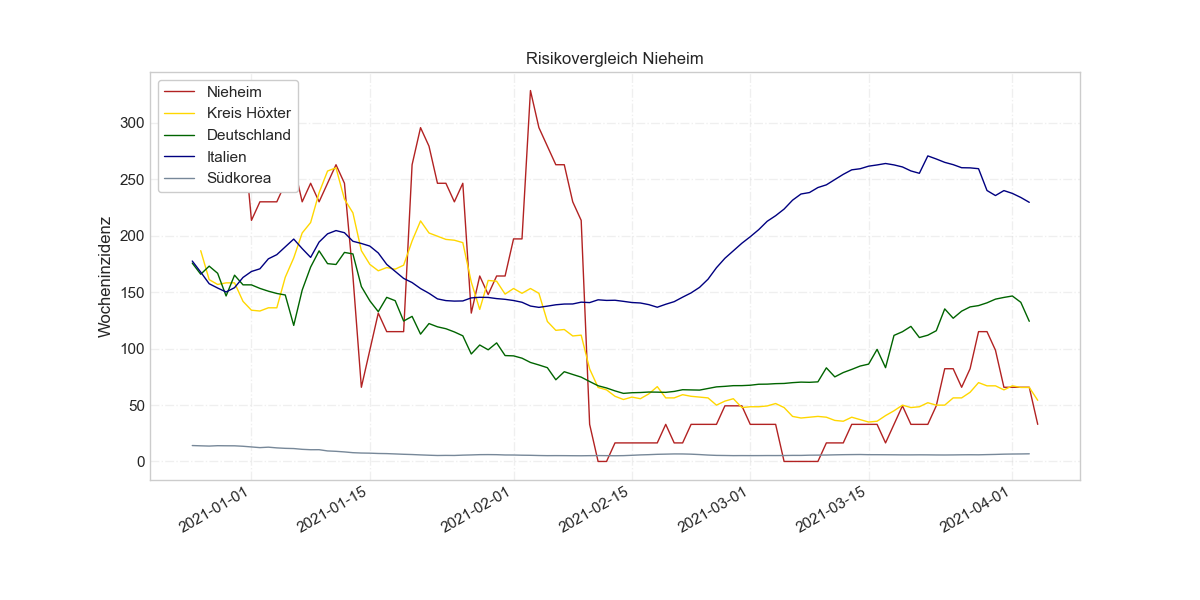 Risikovergleich Nieheim
Nieheim
Kreis Höxter
Deutschland
Italien
Südkorea
Wocheninzidenz
300
250
200
150
100
50
0
2021-01-01
2021-01-15
2021-02-01
2021-02-15
2021-03-01
2021-03-15
2021-04-01